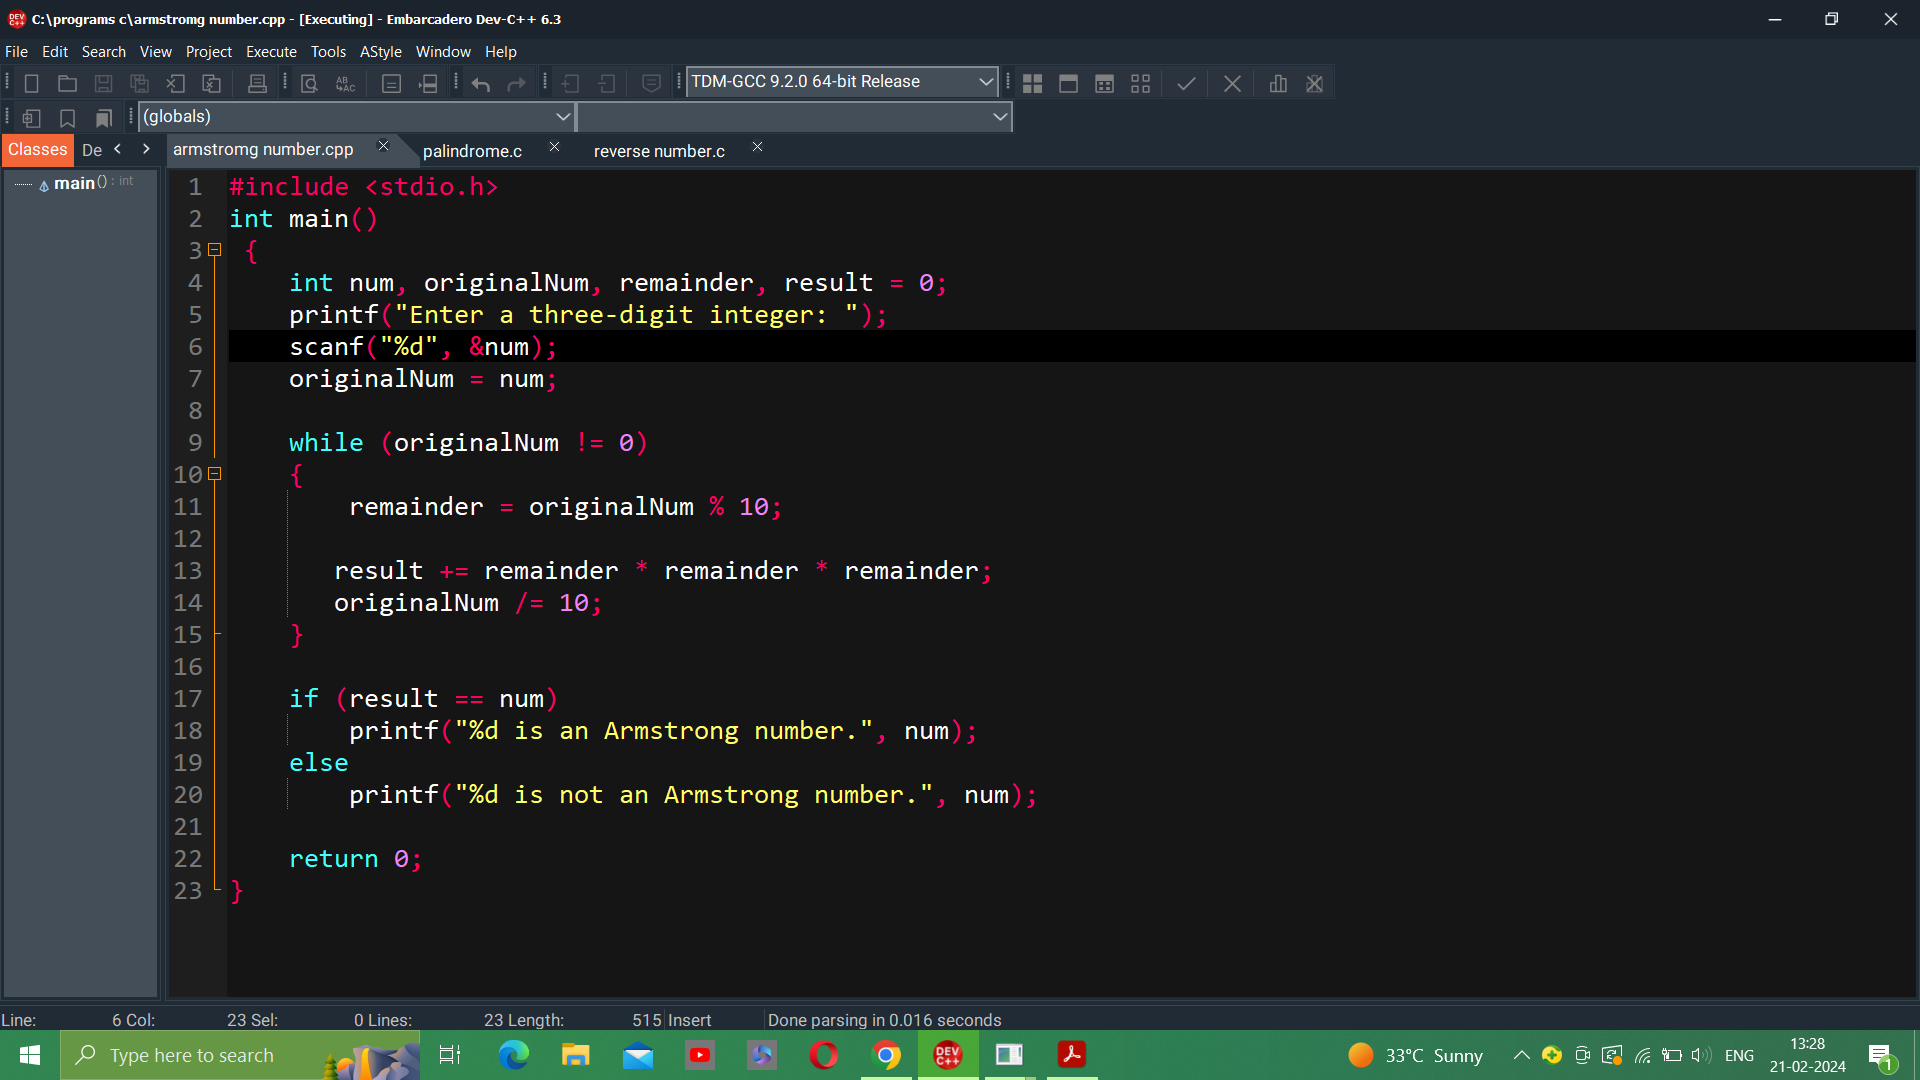 C:\programs c\armstromg number.cpp - [Executing] - Embarcadero Dev-C++ 6.3
File Edit Search View Project Execute Tools AStyle Window Help
TDM-GCC 9.2.0 64-bit Release
(globals)
Classes De armstromg number.cpp palindrome.c reverse number.c
main() : int
1 #include <stdio.h>
2 int main()
3 {
4 int num, originalNum, remainder, result = 0;
5 printf("Enter a three-digit integer: ");
6 scanf("%d", &num);
7 originalNum = num;
8
9 while (originalNum != 0)
10 {
11 remainder = originalNum % 10;
12
13 result += remainder * remainder * remainder;
14 originalNum /= 10;
15 }
16
17 if (result == num)
18 printf("%d is an Armstrong number.", num);
19 else
20 printf("%d is not an Armstrong number.", num);
21
22 return 0;
23 }
Line: 6 Col: 23 Sel: 0 Lines: 23 Length: 515 Insert Done parsing in 0.016 seconds
Type here to search
DEV C++
33°C Sunny
ENG
13:28
21-02-2024
1